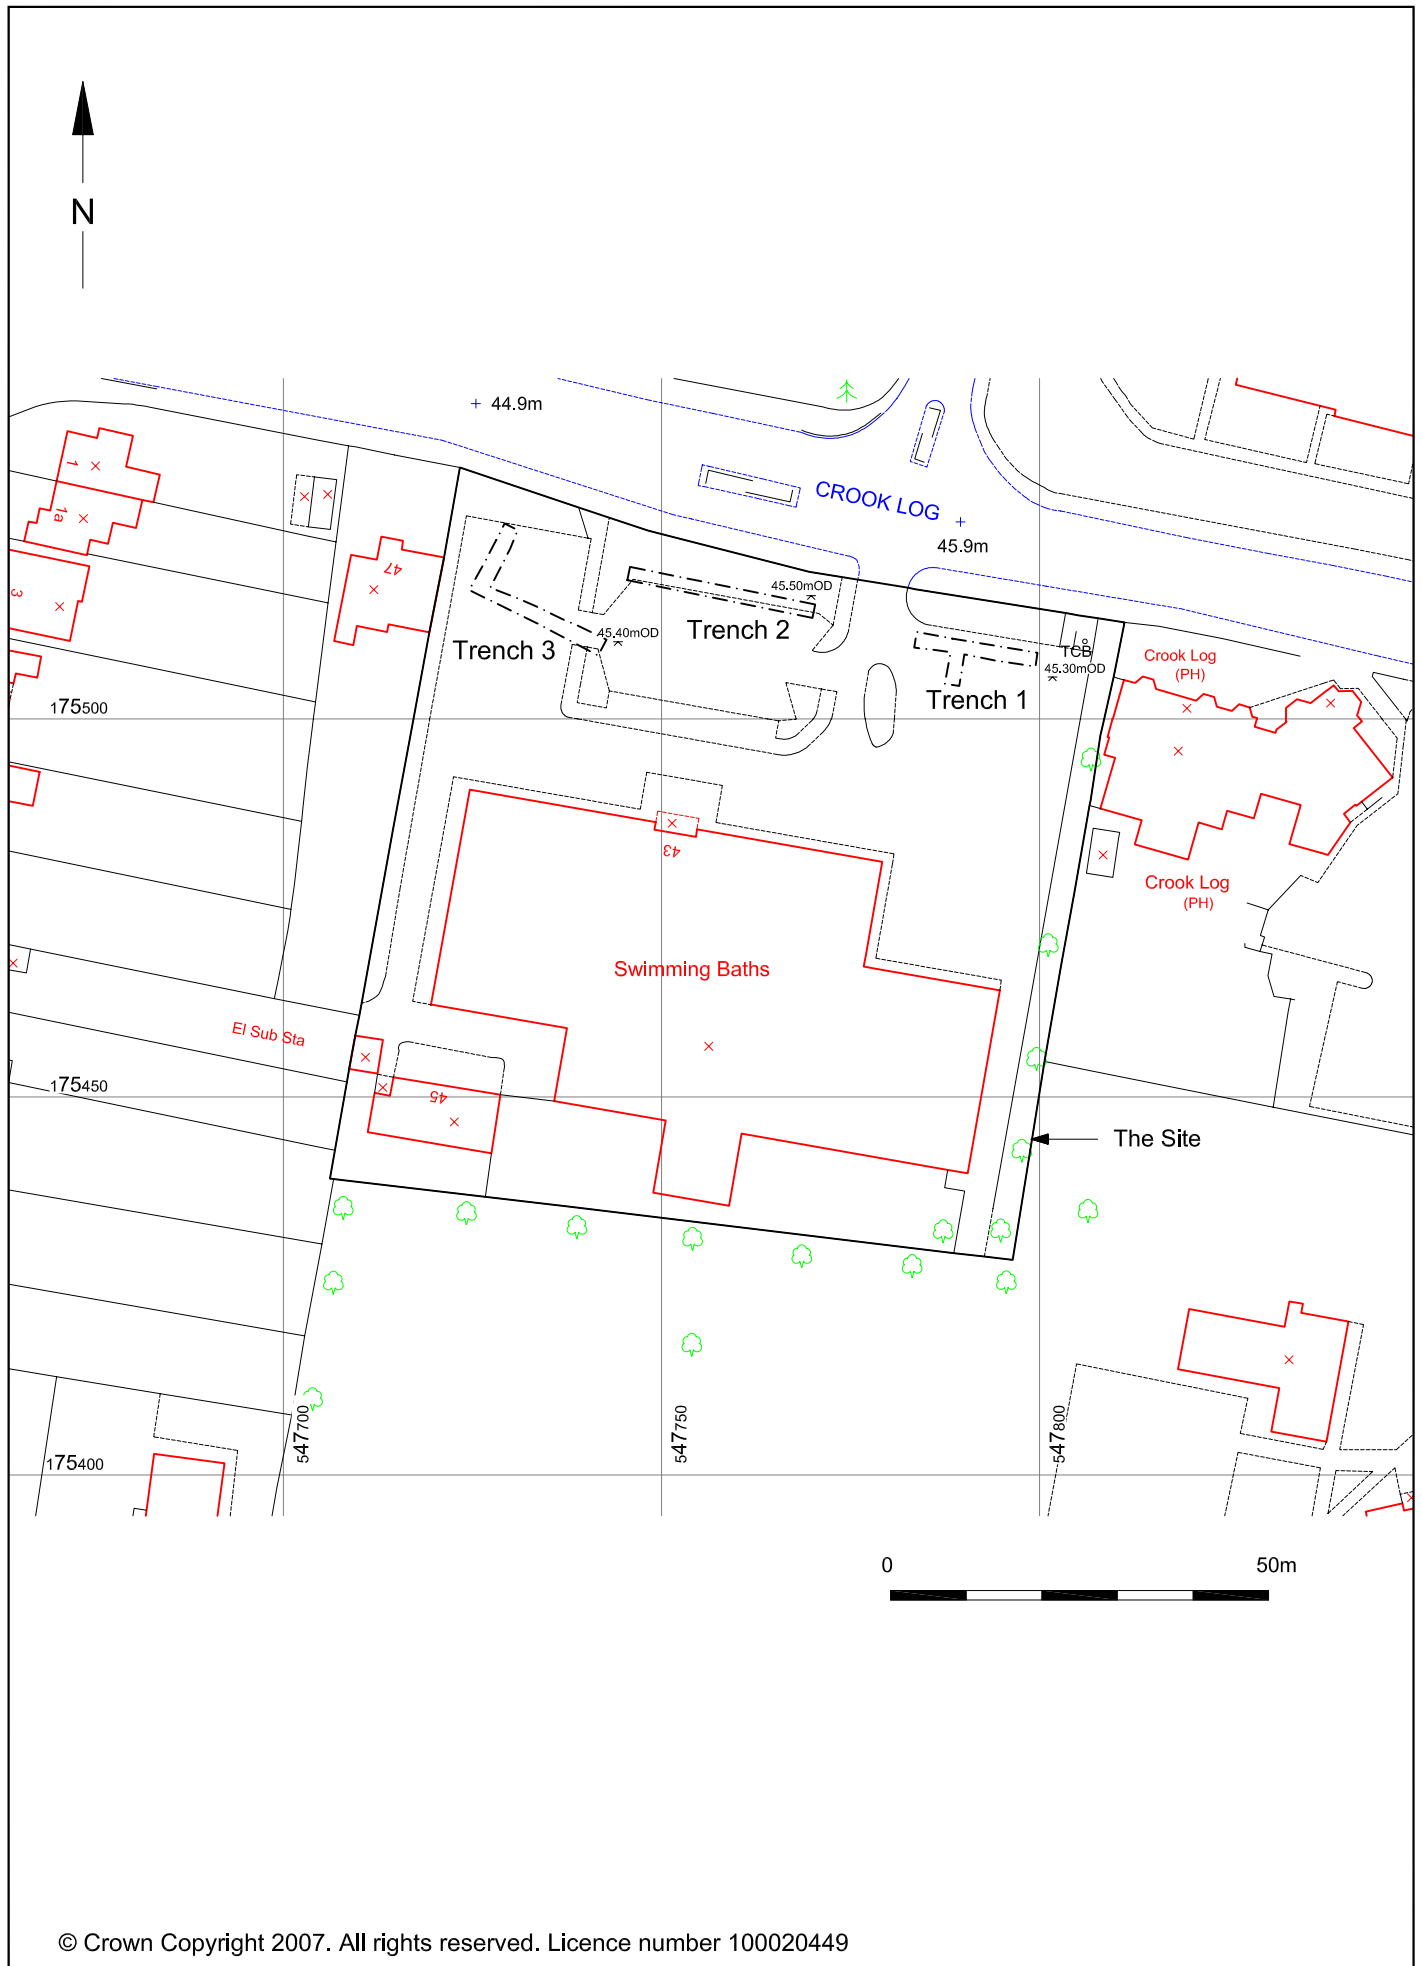 N
44.9m
CROOK LOG
45.9m
1
1a
3
47
45.50mOD
Trench 2
45.40mOD
Trench 3
TCB
45.30mOD
Trench 1
Crook Log
(PH)
175500
43
Crook Log
(PH)
Swimming Baths
El Sub Sta
175450
45
The Site
547700
547750
547800
175400
0 50m
© Crown Copyright 2007. All rights reserved. Licence number 100020449